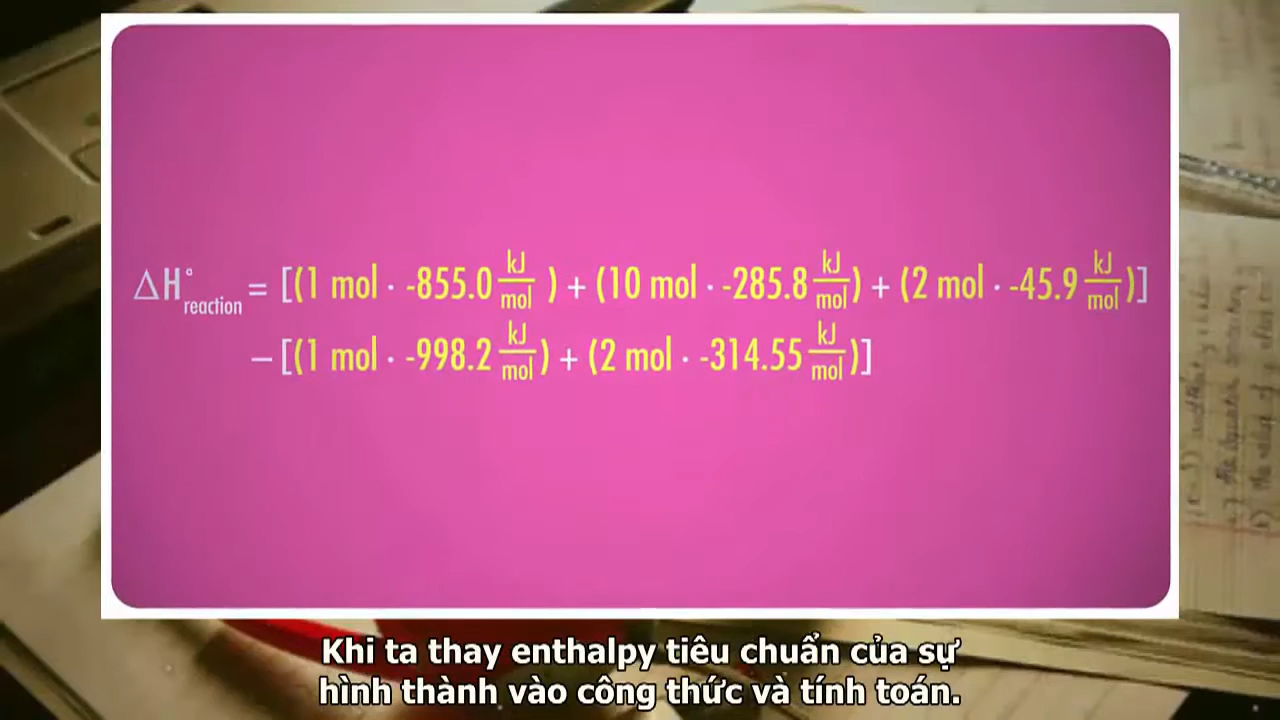 ΔH°reaction = [(1 mol · -855.0 kJ/mol ) + (10 mol · -285.8 kJ/mol) + (2 mol · -45.9 kJ/mol)]
– [(1 mol · -998.2 kJ/mol) + (2 mol · -314.55 kJ/mol)]
Khi ta thay enthalpy tiêu chuẩn của sự
hình thành vào công thức và tính toán.